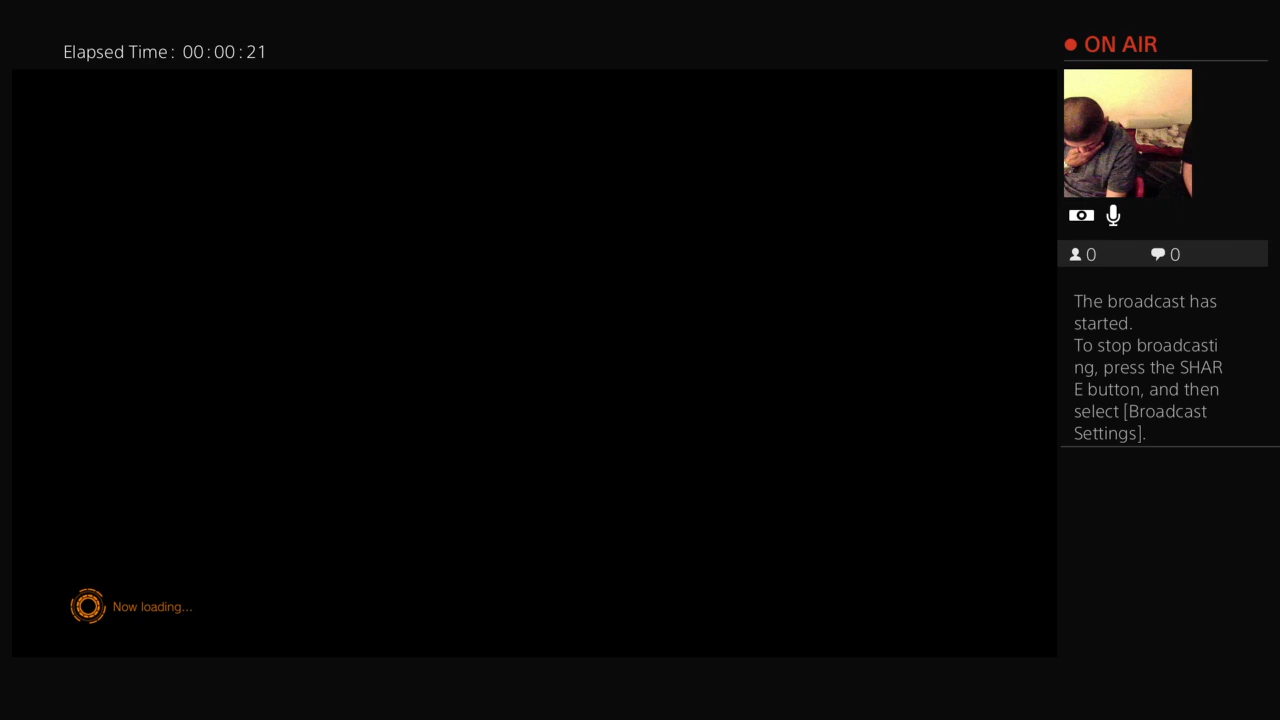 Elapsed Time: 00:00:21
ON AIR
0 0
The broadcast has
started.
To stop broadcasti
ng, press the SHAR
E button, and then
select [Broadcast
Settings].
Now loading...